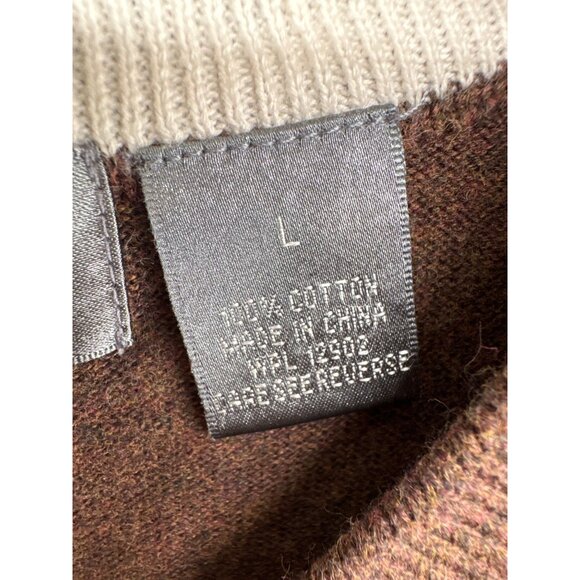 L
100% COTTON
MADE IN CHINA
WPL 12902
CARE SEE REVERSE